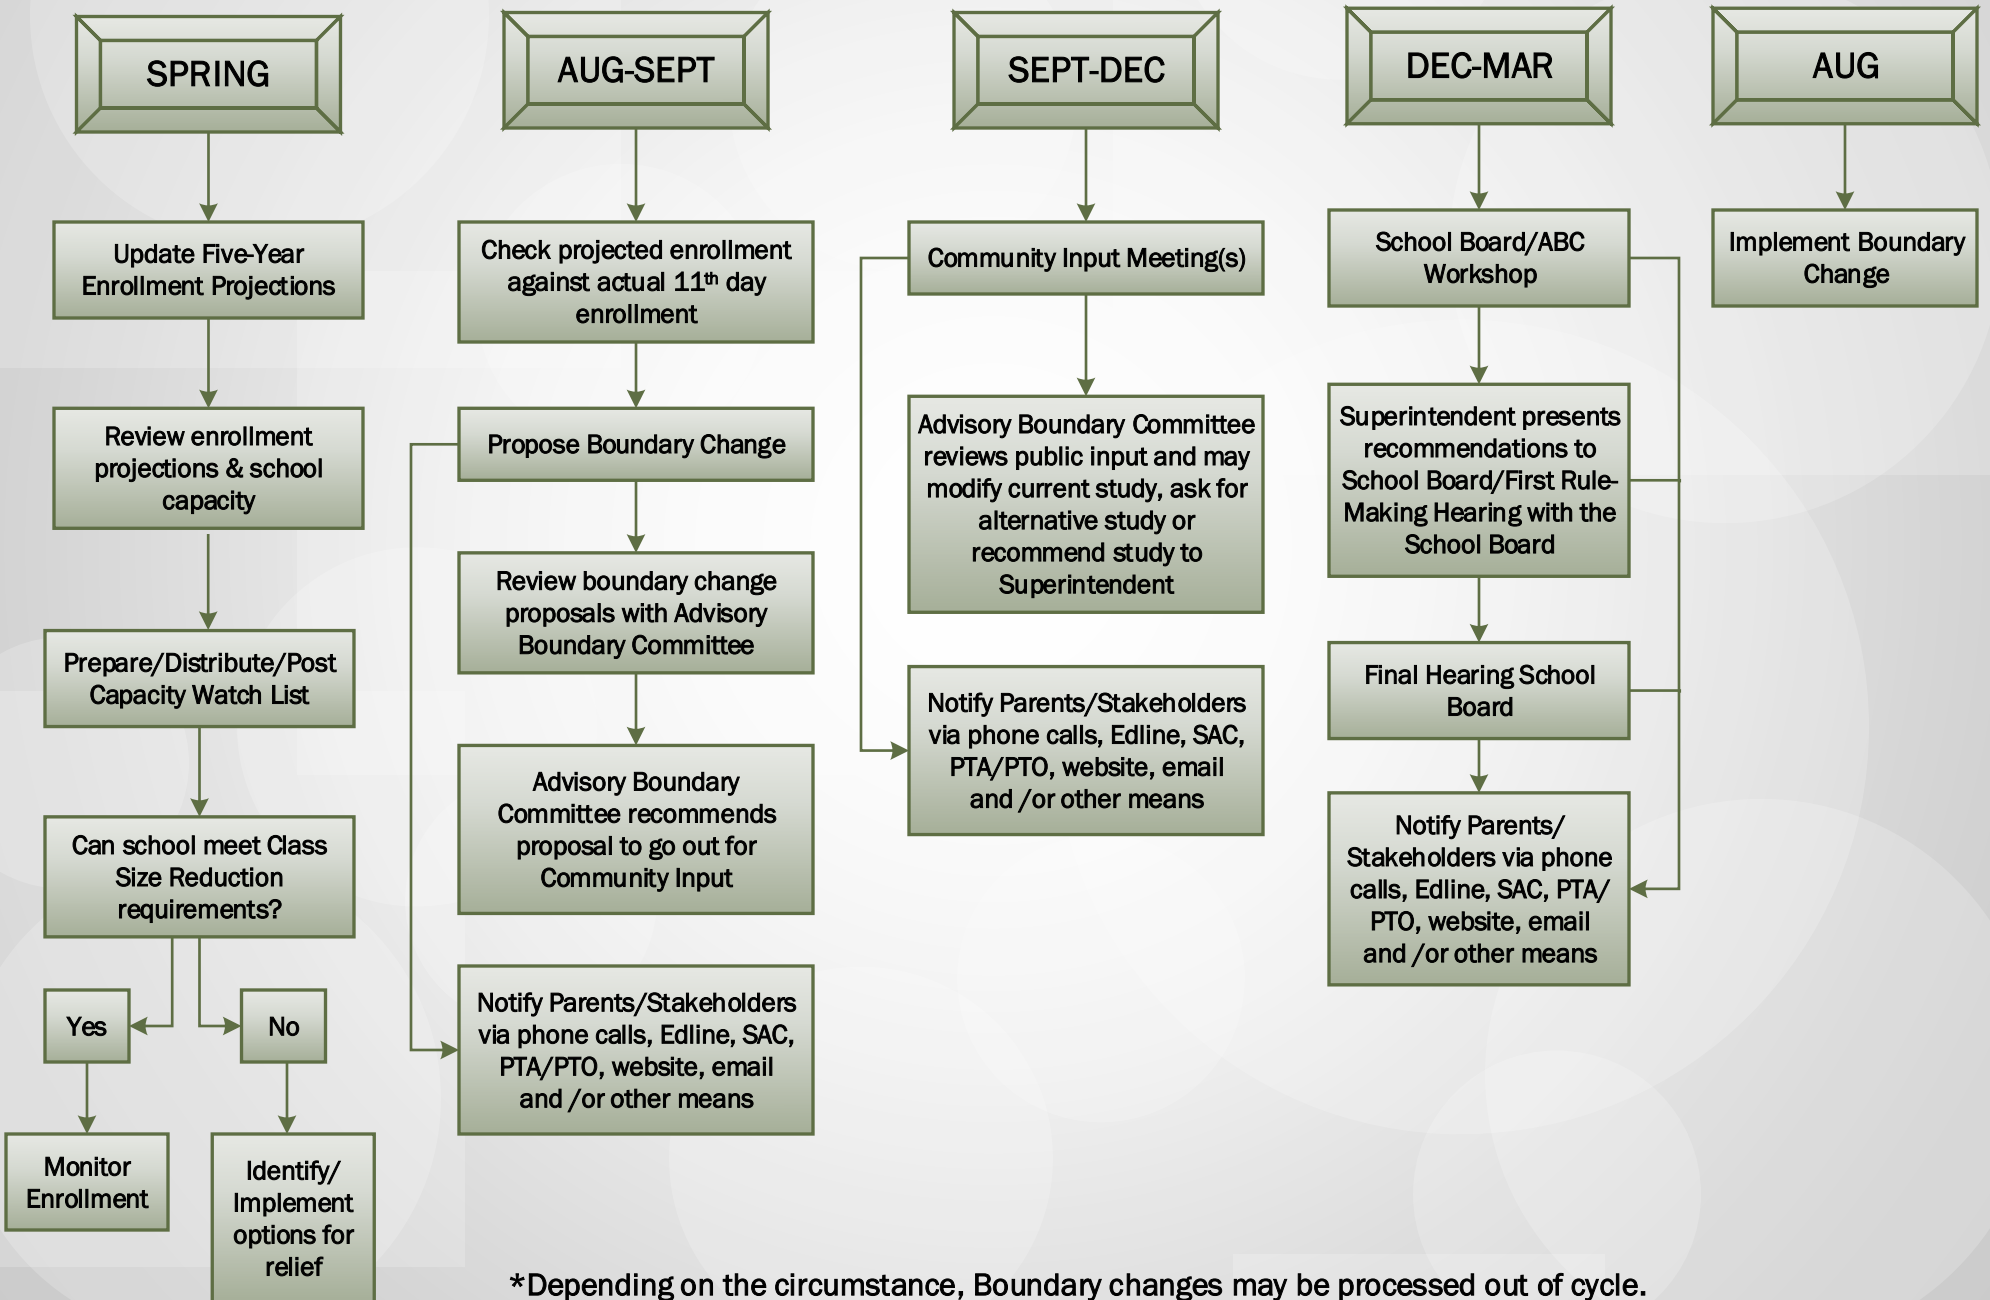 SPRING
Update Five-Year
Enrollment Projections
Review enrollment
projections & school
capacity
Prepare/Distribute/Post
Capacity Watch List
Can school meet Class
Size Reduction
requirements?
Yes
No
Monitor
Enrollment
Identify/
Implement
options for
relief
AUG-SEPT
Check projected enrollment
against actual 11th day
enrollment
Propose Boundary Change
Review boundary change
proposals with Advisory
Boundary Committee
Advisory Boundary
Committee recommends
proposal to go out for
Community Input
Notify Parents/Stakeholders
via phone calls, Edline, SAC,
PTA/PTO, website, email
and /or other means
SEPT-DEC
Community Input Meeting(s)
Advisory Boundary Committee
reviews public input and may
modify current study, ask for
alternative study or
recommend study to
Superintendent
Notify Parents/Stakeholders
via phone calls, Edline, SAC,
PTA/PTO, website, email
and /or other means
DEC-MAR
School Board/ABC
Workshop
Superintendent presents
recommendations to
School Board/First Rule-
Making Hearing with the
School Board
Final Hearing School
Board
Notify Parents/
Stakeholders via phone
calls, Edline, SAC, PTA/
PTO, website, email
and /or other means
AUG
Implement Boundary
Change
*Depending on the circumstance, Boundary changes may be processed out of cycle.